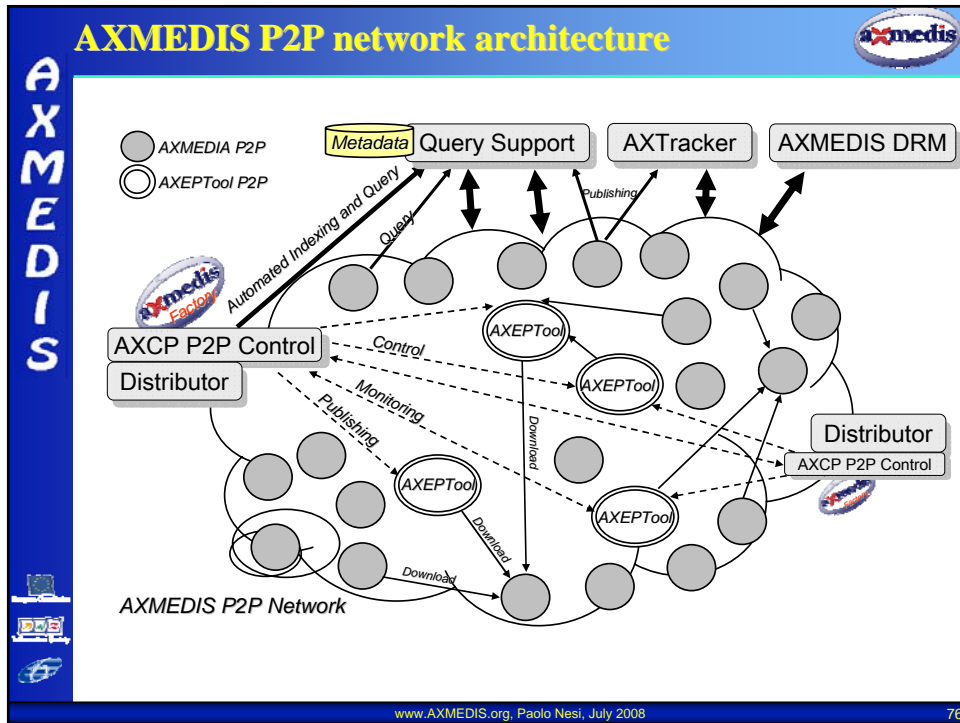 AXMEDIS P2P network architecture
axmedis
AXMEDIS
AXMEDIA P2P
AXEPTool P2P
Metadata
Query Support
AXTracker
AXMEDIS DRM
Automated Indexing and Query
Query
Publishing
axmedis
Factory
AXCP P2P Control
Distributor
Control
Monitoring
Publishing
AXEPTool
AXEPTool
Download
AXEPTool
AXEPTool
Download
Download
Distributor
AXCP P2P Control
AXMEDIS P2P Network
www.AXMEDIS.org, Paolo Nesi, July 2008
76